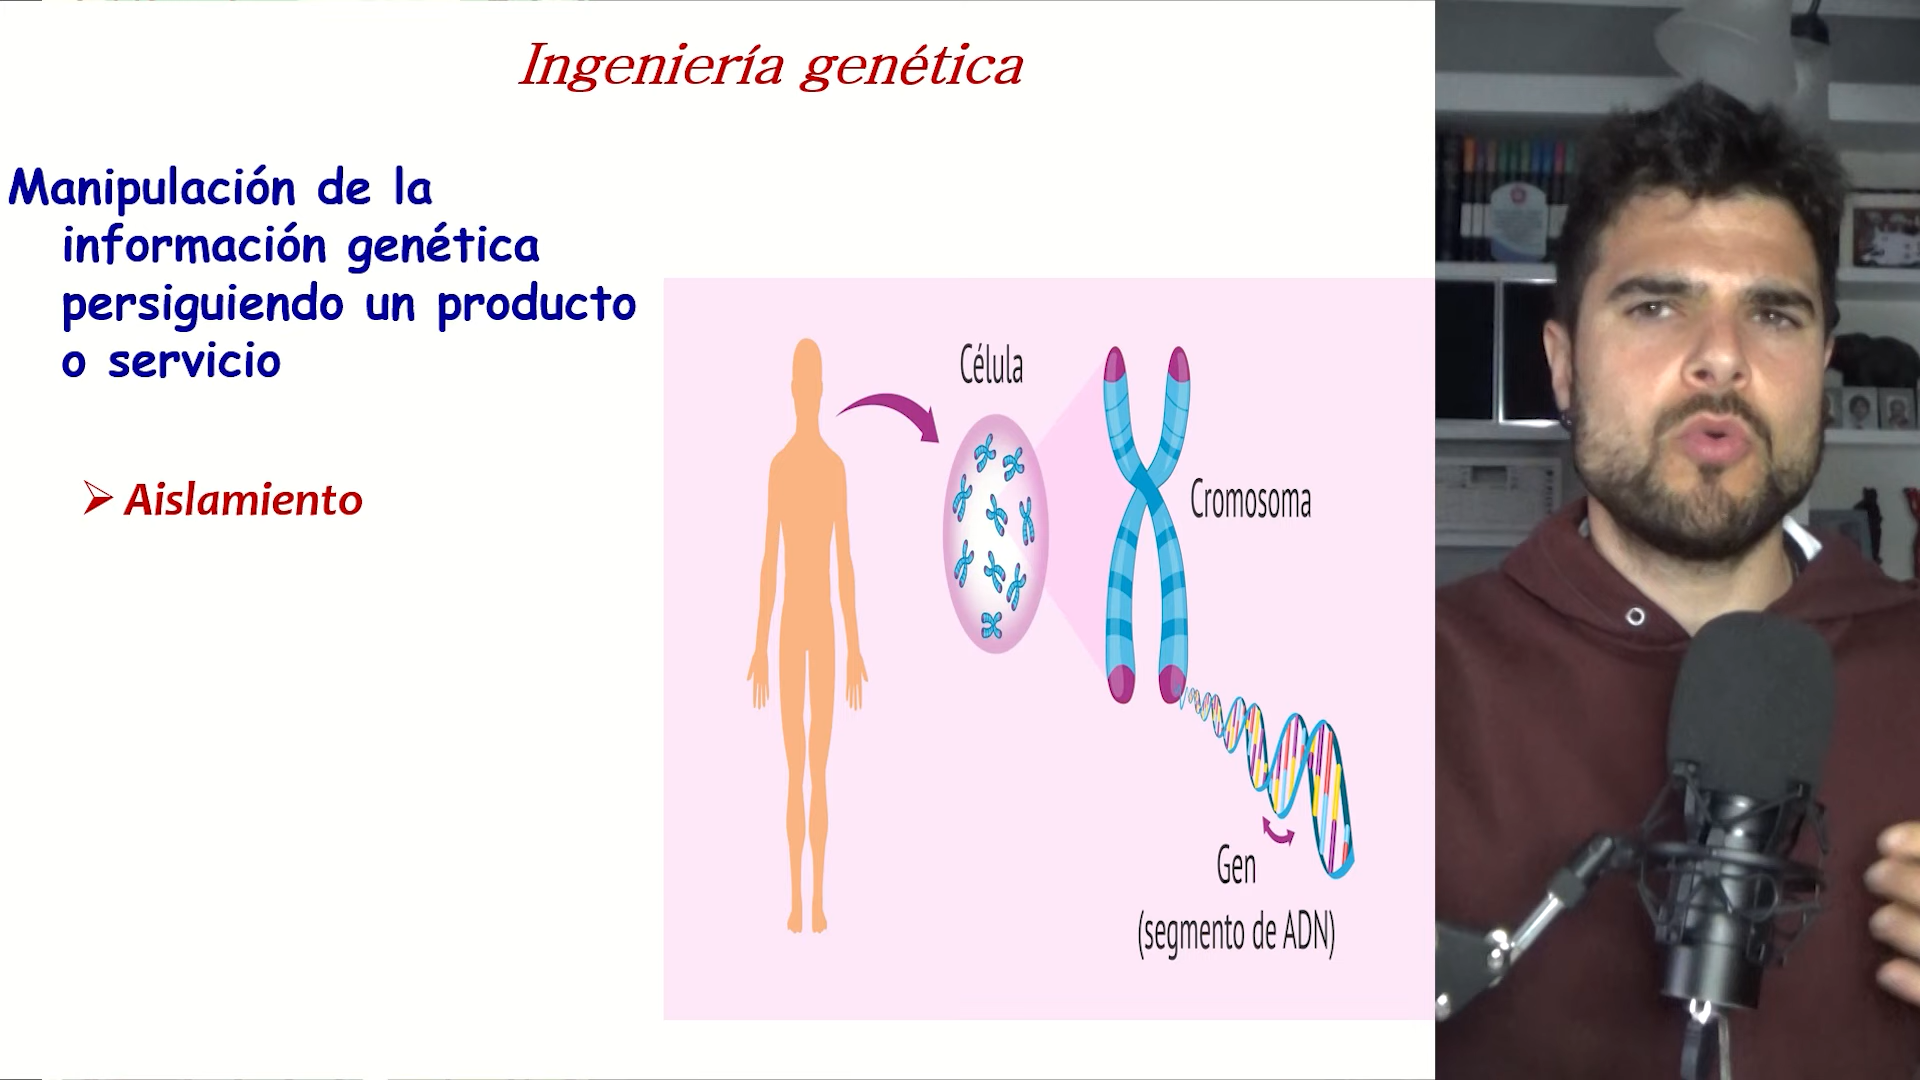 Ingeniería genética
Manipulación de la
información genética
persiguiendo un producto
o servicio
Aislamiento
Célula
Cromosoma
Gen
(segmento de ADN)